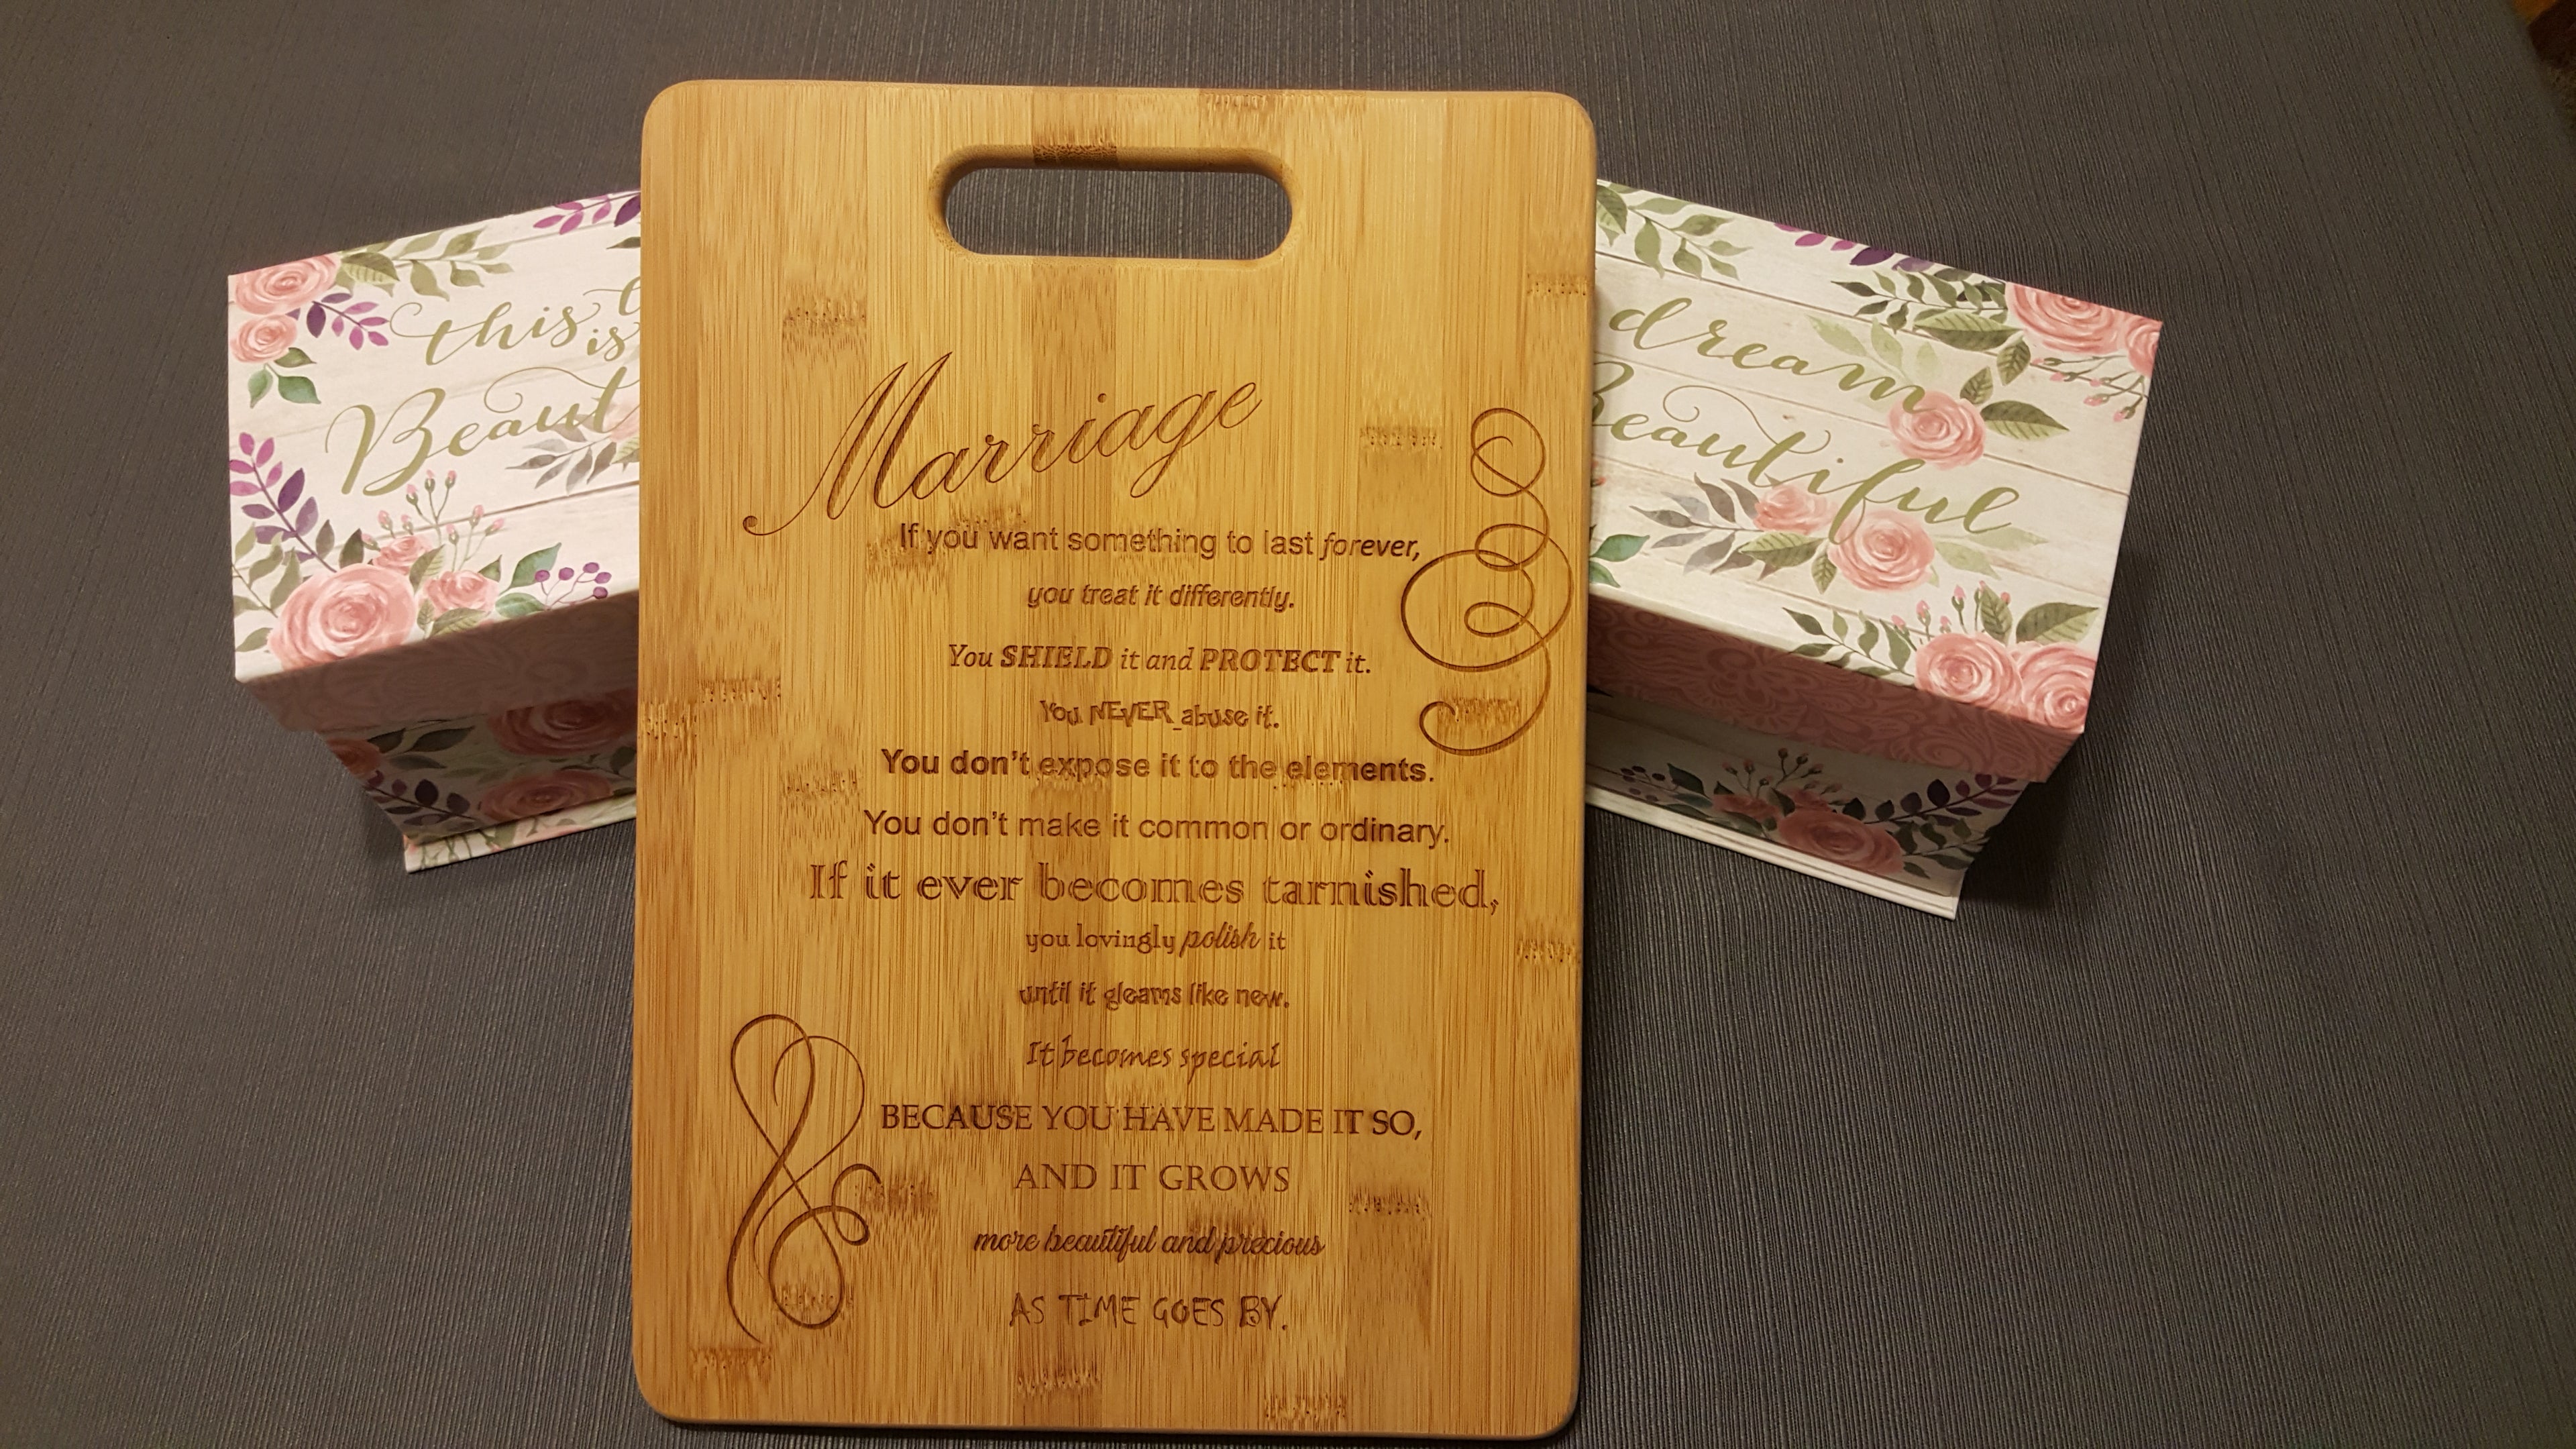 this
is
Beaut
dream
Beautiful
Marriage
If you want something to last forever,
you treat it differently.
You SHIELD it and PROTECT it.
You NEVER abuse it.
You don't expose it to the elements.
You don't make it common or ordinary.
If it ever becomes tarnished,
you lovingly polish it
until it gleams like new.
It becomes special
BECAUSE YOU HAVE MADE IT SO,
AND IT GROWS
more beautiful and precious
AS TIME GOES BY.